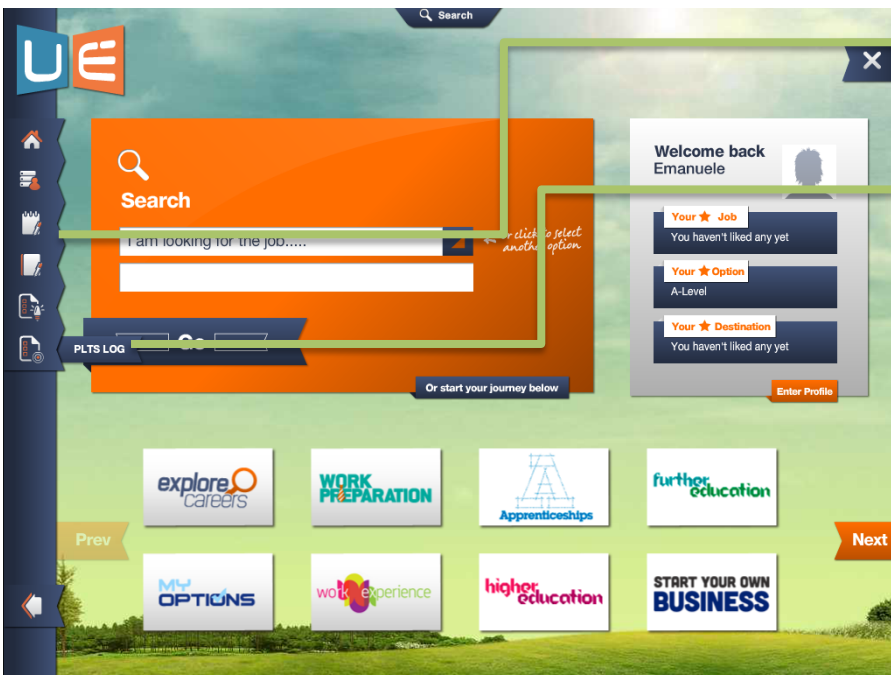 Search
UE
Search
I am looking for the job.....
Or click to select
another option
Go
PLTS LOG
Or start your journey below
Welcome back
Emanuele
Your Job
You haven't liked any yet
Your Option
A-Level
Your Destination
You haven't liked any yet
Enter Profile
explore
careers
WORK
PREPARATION
Apprenticeships
further
education
Prev
Next
MY
OPTIONS
work experience
higher
education
START YOUR OWN
BUSINESS